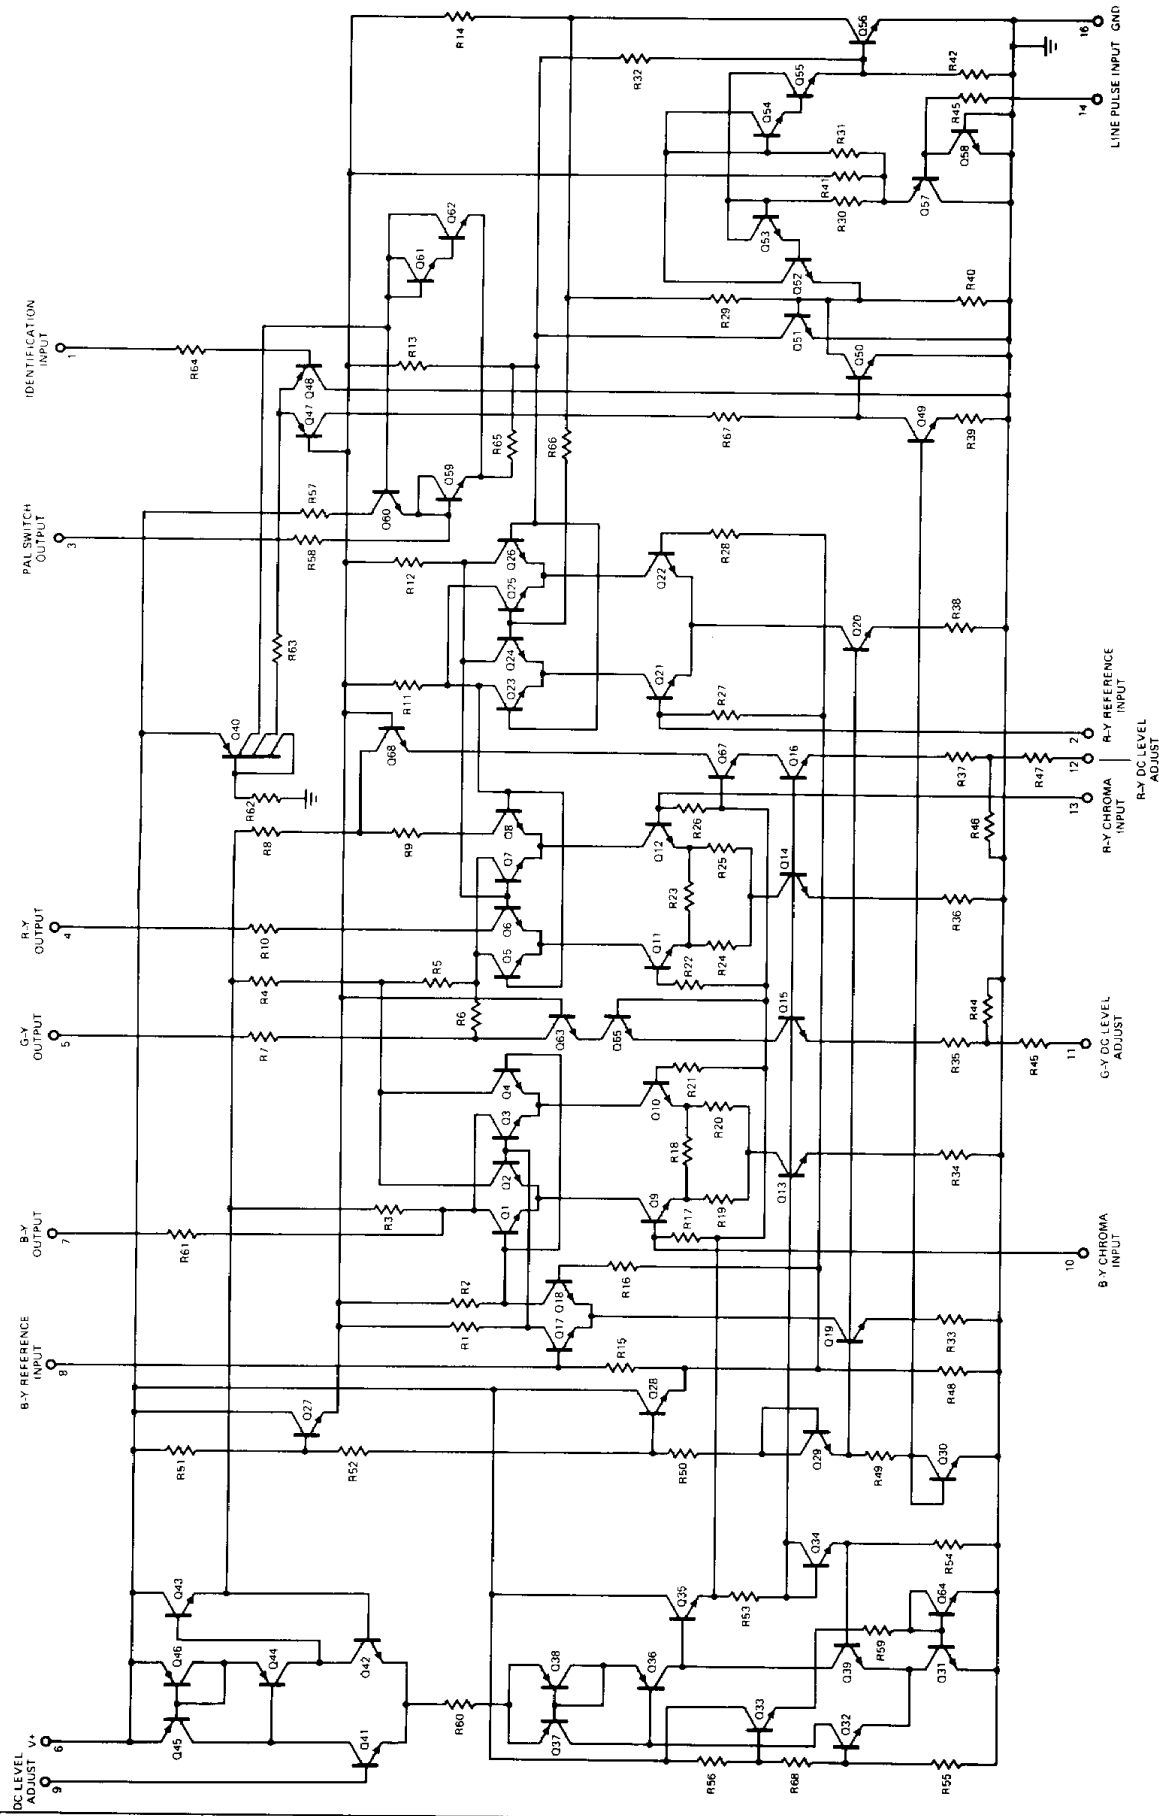 DC LEVEL
ADJUST
9
V+
6
B-Y REFERENCE
INPUT
8
B-Y
OUTPUT
7
G-Y
OUTPUT
5
R-Y
OUTPUT
4
PAL SWITCH
OUTPUT
3
IDENTIFICATION
INPUT
1
Q45
Q46
Q44
Q43
Q41
Q42
R60
Q37
Q38
Q36
Q35
R53
Q33
Q32
R56
R68
R55
Q39
Q31
R59
Q64
Q34
R54
R51
R52
Q27
Q28
R50
Q29
R49
Q30
R48
R15
R16
R1
R2
Q17
Q18
Q19
R33
R61
R3
Q1
Q2
Q3
Q4
Q9
Q10
R17
R18
R19
R20
R21
Q13
R34
R7
R4
R5
R6
Q63
Q65
Q15
R35
R44
R45
R10
Q5
Q6
Q7
Q8
Q11
Q12
R22
R23
R24
R25
R26
Q14
R36
R8
R9
R62
Q40
R63
Q68
Q67
Q16
R37
R46
R47
R11
R12
Q23
Q24
Q25
Q26
Q21
Q22
R27
R28
Q20
R38
R57
R58
Q60
Q59
Q61
Q62
R64
Q47
Q48
R13
R65
R66
R67
Q49
R39
Q50
Q51
R29
R40
Q52
Q53
Q54
Q55
R30
R41
R31
Q57
Q58
R45
R42
R32
R14
Q56
10
B-Y CHROMA
INPUT
11
G-Y DC LEVEL
ADJUST
13
R-Y CHROMA
INPUT
12
R-Y DC LEVEL
ADJUST
2
R-Y REFERENCE
INPUT
14
LINE PULSE INPUT
16
GND